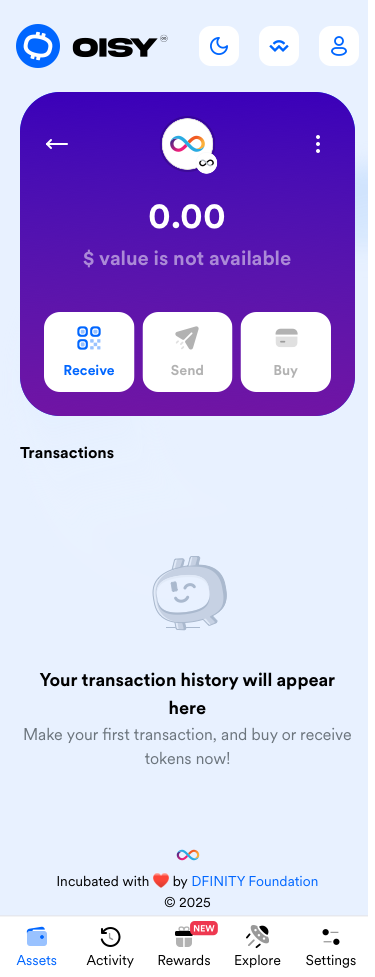 OISY
0.00
$ value is not available
Receive
Send
Buy
Transactions
Your transaction history will appear
here
Make your first transaction, and buy or receive
tokens now!
Incubated with ❤️ by DFINITY Foundation
© 2025
NEW
Assets
Activity
Rewards
Explore
Settings